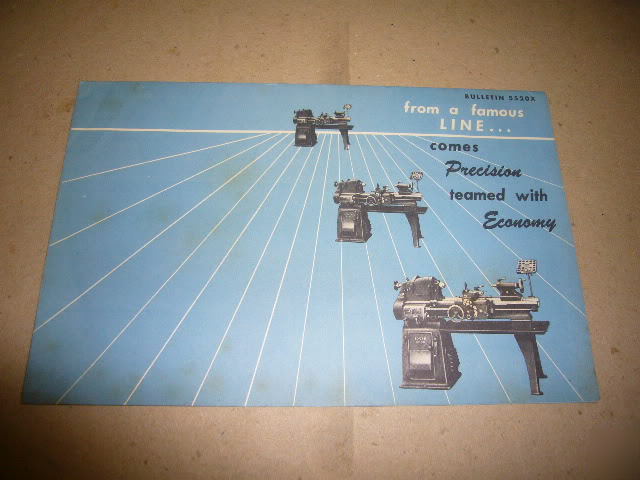 BULLETIN 5520X
from a famous
LINE...
comes
Precision
teamed with
Economy